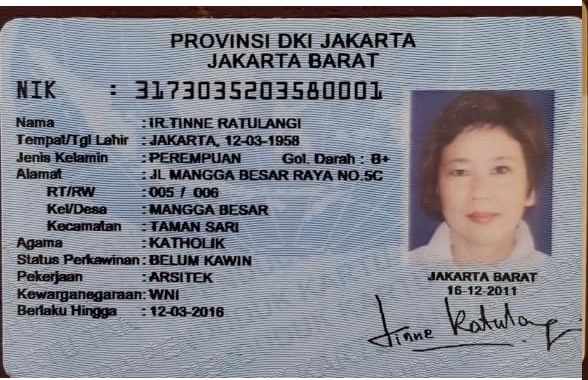 PROVINSI DKI JAKARTA
JAKARTA BARAT
NIK : 3173035203580001
Nama : IR.TINNE RATULANGI
Tempat/Tgl Lahir : JAKARTA, 12-03-1958
Jenis Kelamin : PEREMPUAN Gol. Darah : B+
Alamat : JL MANGGA BESAR RAYA NO.5C
RT/RW : 005 / 006
Kel/Desa : MANGGA BESAR
Kecamatan : TAMAN SARI
Agama : KATHOLIK
Status Perkawinan: BELUM KAWIN
Pekerjaan : ARSITEK
Kewarganegaraan: WNI
Berlaku Hingga : 12-03-2016
JAKARTA BARAT
16-12-2011
Tinne Ratulang